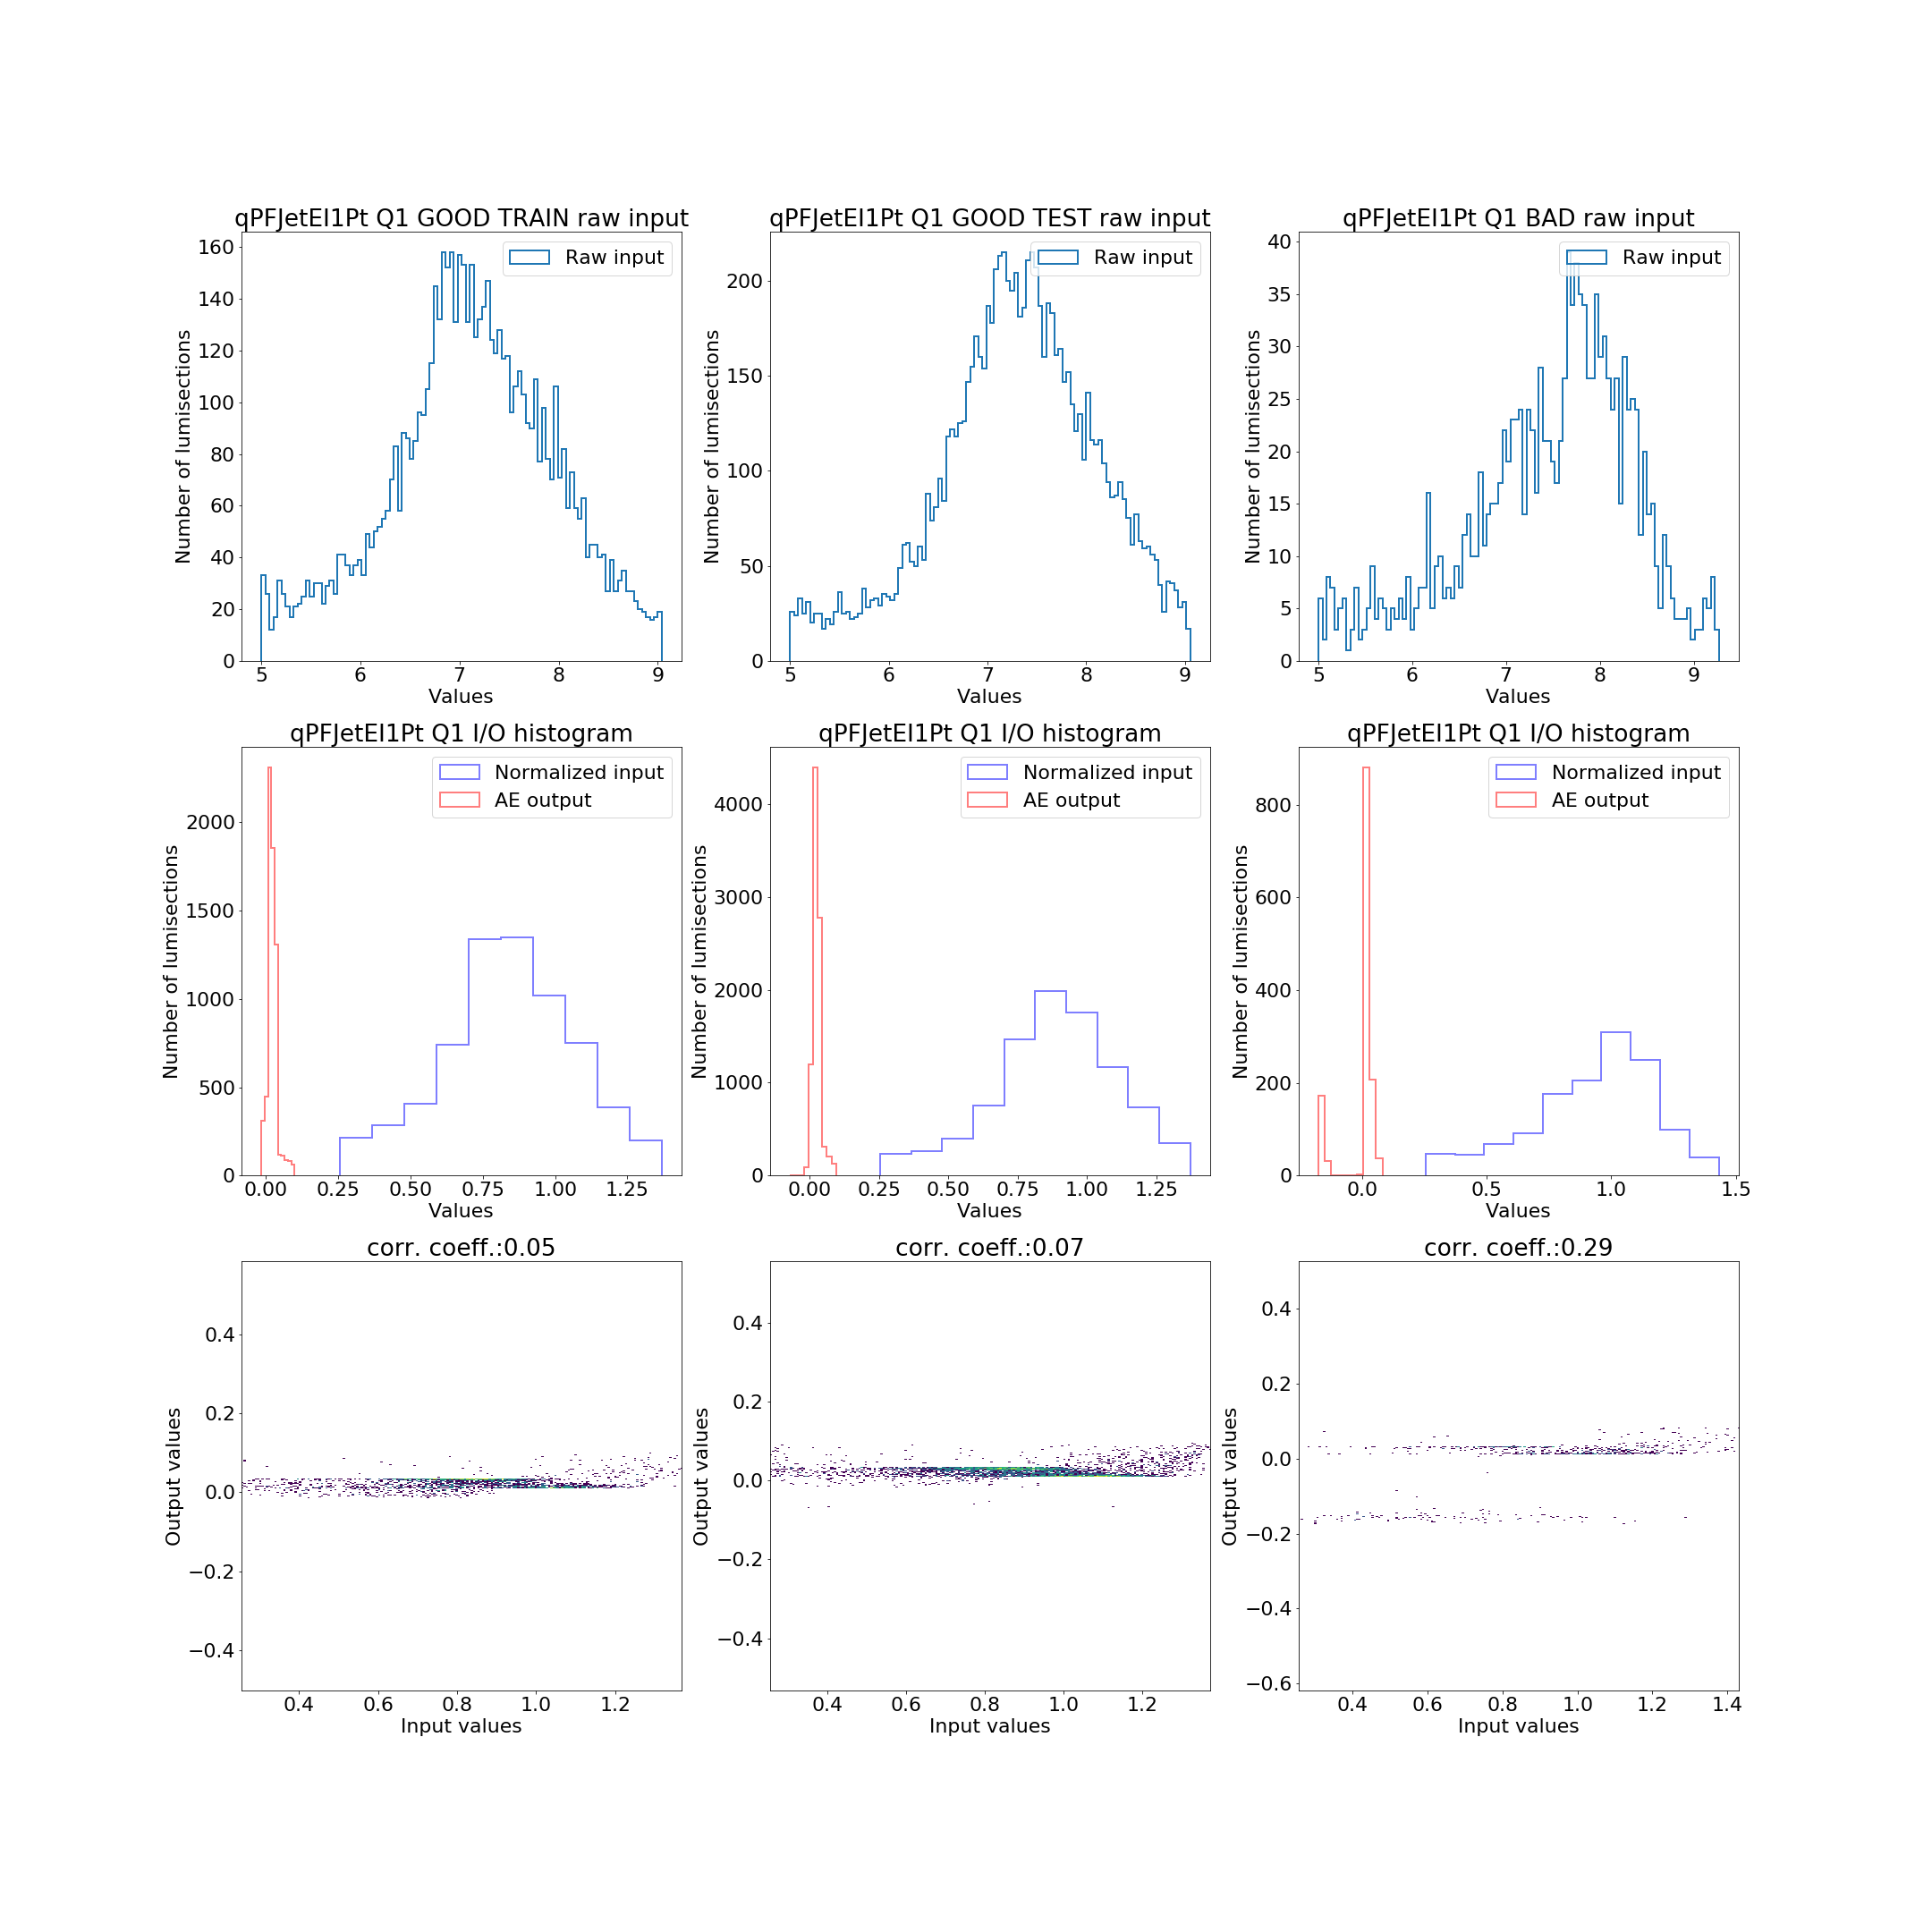 qPFJetEI1Pt Q1 GOOD TRAIN raw input
qPFJetEI1Pt Q1 GOOD TEST raw input
qPFJetEI1Pt Q1 BAD raw input
Number of lumisections
160
140
120
100
80
60
40
20
0
Raw input
5 6 7 8 9
Values
Number of lumisections
200
150
100
50
0
Raw input
5 6 7 8 9
Values
Number of lumisections
40
35
30
25
20
15
10
5
0
Raw input
5 6 7 8 9
Values
qPFJetEI1Pt Q1 I/O histogram
qPFJetEI1Pt Q1 I/O histogram
qPFJetEI1Pt Q1 I/O histogram
Number of lumisections
2000
1500
1000
500
0
Normalized input
AE output
0.00 0.25 0.50 0.75 1.00 1.25
Values
Number of lumisections
4000
3000
2000
1000
0
Normalized input
AE output
0.00 0.25 0.50 0.75 1.00 1.25
Values
Number of lumisections
800
600
400
200
0
Normalized input
AE output
0.0 0.5 1.0 1.5
Values
corr. coeff.:0.05
corr. coeff.:0.07
corr. coeff.:0.29
Output values
0.4
0.2
0.0
−0.2
−0.4
0.4 0.6 0.8 1.0 1.2
Input values
Output values
0.4
0.2
0.0
−0.2
−0.4
0.4 0.6 0.8 1.0 1.2
Input values
Output values
0.4
0.2
0.0
−0.2
−0.4
−0.6
0.4 0.6 0.8 1.0 1.2 1.4
Input values